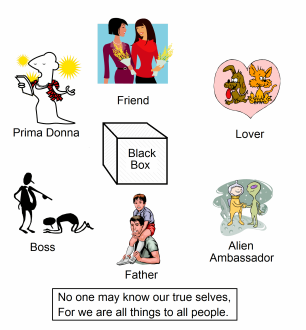 Friend
Prima Donna
Lover
Black
Box
Boss
Father
Alien
Ambassador
No one may know our true selves,
For we are all things to all people.